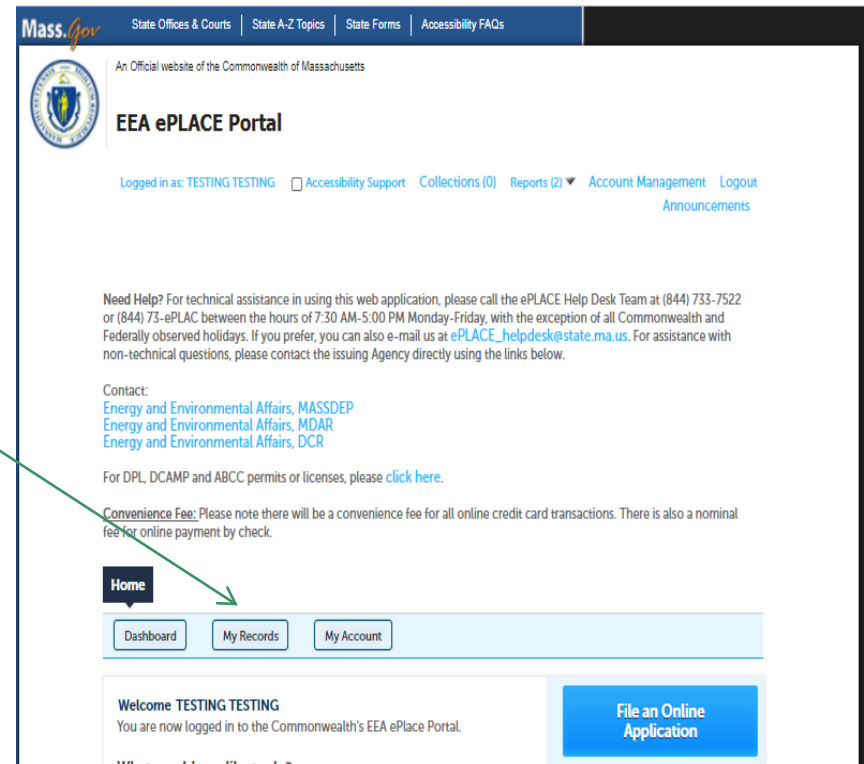 Mass.Gov State Offices & Courts | State A-Z Topics | State Forms | Accessibility FAQs
An Official website of the Commonwealth of Massachusetts
EEA ePLACE Portal
Logged in as: TESTING TESTING Accessibility Support Collections (0) Reports (2) Account Management Logout
Announcements
Need Help? For technical assistance in using this web application, please call the ePLACE Help Desk Team at (844) 733-7522
or (844) 73-ePLAC between the hours of 7:30 AM-5:00 PM Monday-Friday, with the exception of all Commonwealth and
Federally observed holidays. If you prefer, you can also e-mail us at ePLACE_helpdesk@state.ma.us. For assistance with
non-technical questions, please contact the issuing Agency directly using the links below.
Contact:
Energy and Environmental Affairs, MASSDEP
Energy and Environmental Affairs, MDAR
Energy and Environmental Affairs, DCR
For DPL, DCAMP and ABCC permits or licenses, please click here.
Convenience Fee: Please note there will be a convenience fee for all online credit card transactions. There is also a nominal
fee for online payment by check.
Home
Dashboard My Records My Account
Welcome TESTING TESTING
You are now logged in to the Commonwealth's EEA ePlace Portal.
File an Online
Application